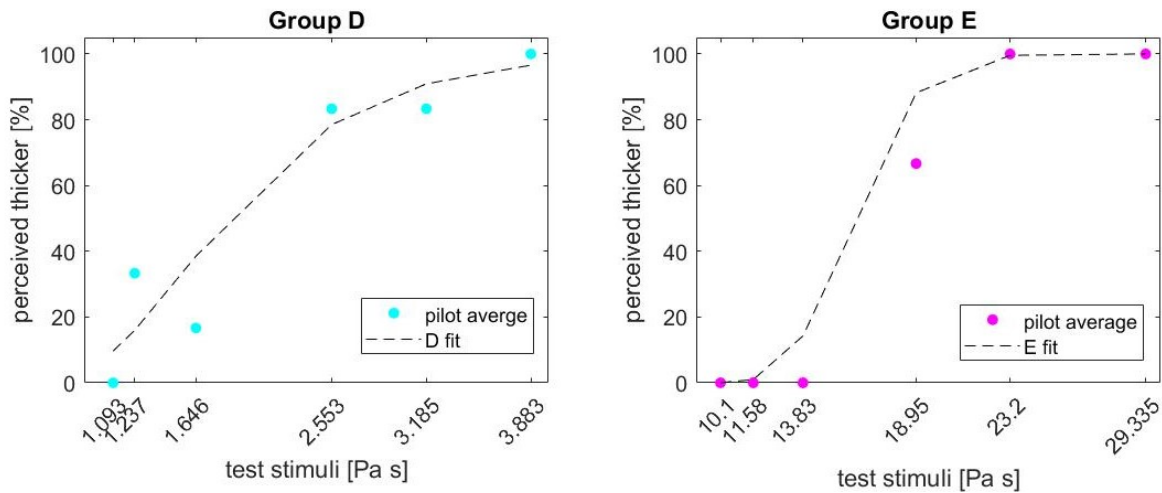 Group D
perceived thicker [%]
100
80
60
40
20
0
1.093
1.237
1.646
2.553
3.185
3.883
test stimuli [Pa s]
pilot averge
D fit
Group E
perceived thicker [%]
100
80
60
40
20
0
10.1
11.58
13.83
18.95
23.2
29.335
test stimuli [Pa s]
pilot average
E fit